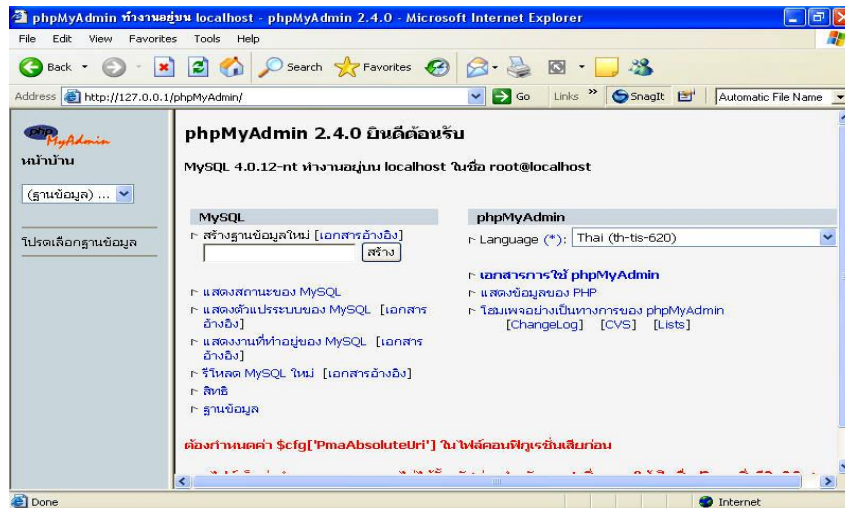 phpMyAdmin ทำงานอยู่บน localhost - phpMyAdmin 2.4.0 - Microsoft Internet Explorer
File Edit View Favorites Tools Help
Back Search Favorites
Address http://127.0.0.1/phpMyAdmin/ Go Links » SnagIt Automatic File Name
php
MyAdmin
หน้าบ้าน
(ฐานข้อมูล) ...
โปรดเลือกฐานข้อมูล
phpMyAdmin 2.4.0 ยินดีต้อนรับ
MySQL 4.0.12-nt ทำงานอยู่บน localhost ในชื่อ root@localhost
MySQL
สร้างฐานข้อมูลใหม่ [เอกสารอ้างอิง]
สร้าง
แสดงสถานะของ MySQL
แสดงตัวแปรระบบของ MySQL [เอกสาร
อ้างอิง]
แสดงงานที่ทำอยู่ของ MySQL [เอกสาร
อ้างอิง]
รีโหลด MySQL ใหม่ [เอกสารอ้างอิง]
สิทธิ
ฐานข้อมูล
phpMyAdmin
Language (*): Thai (th-tis-620)
เอกสารการใช้ phpMyAdmin
แสดงข้อมูลของ PHP
โฮมเพจอย่างเป็นทางการของ phpMyAdmin
[ChangeLog] [CVS] [Lists]
ต้องกำหนดค่า $cfg['PmaAbsoluteUri'] ในไฟล์คอนฟิกูเรชั่นเสียก่อน
Done Internet